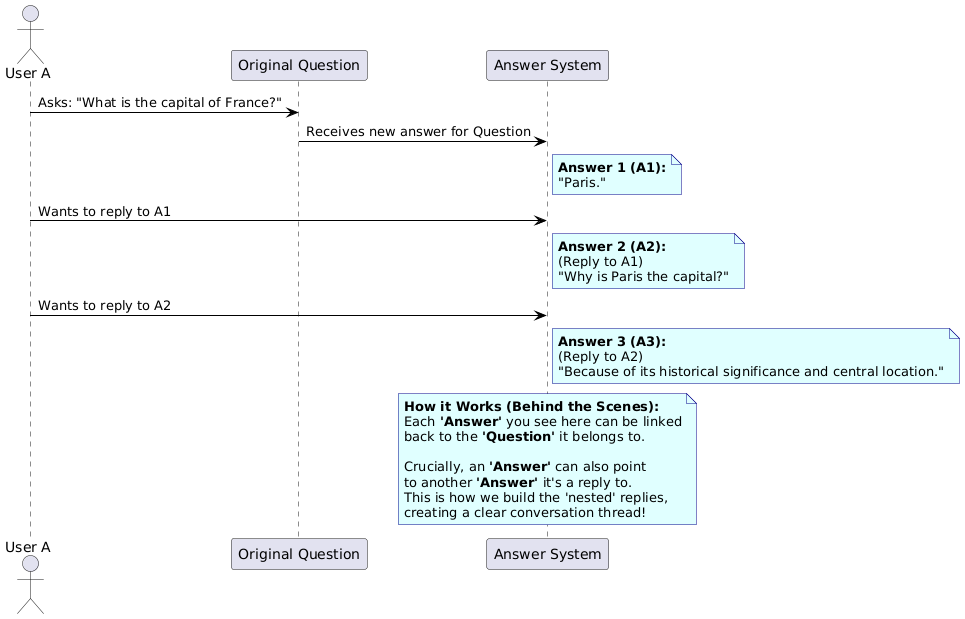 User A
Original Question
Answer System
Asks: "What is the capital of France?"
Receives new answer for Question
Answer 1 (A1):
"Paris."
Wants to reply to A1
Answer 2 (A2):
(Reply to A1)
"Why is Paris the capital?"
Wants to reply to A2
Answer 3 (A3):
(Reply to A2)
"Because of its historical significance and central location."
How it Works (Behind the Scenes):
Each 'Answer' you see here can be linked
back to the 'Question' it belongs to.
Crucially, an 'Answer' can also point
to another 'Answer' it's a reply to.
This is how we build the 'nested' replies,
creating a clear conversation thread!
User A
Original Question
Answer System